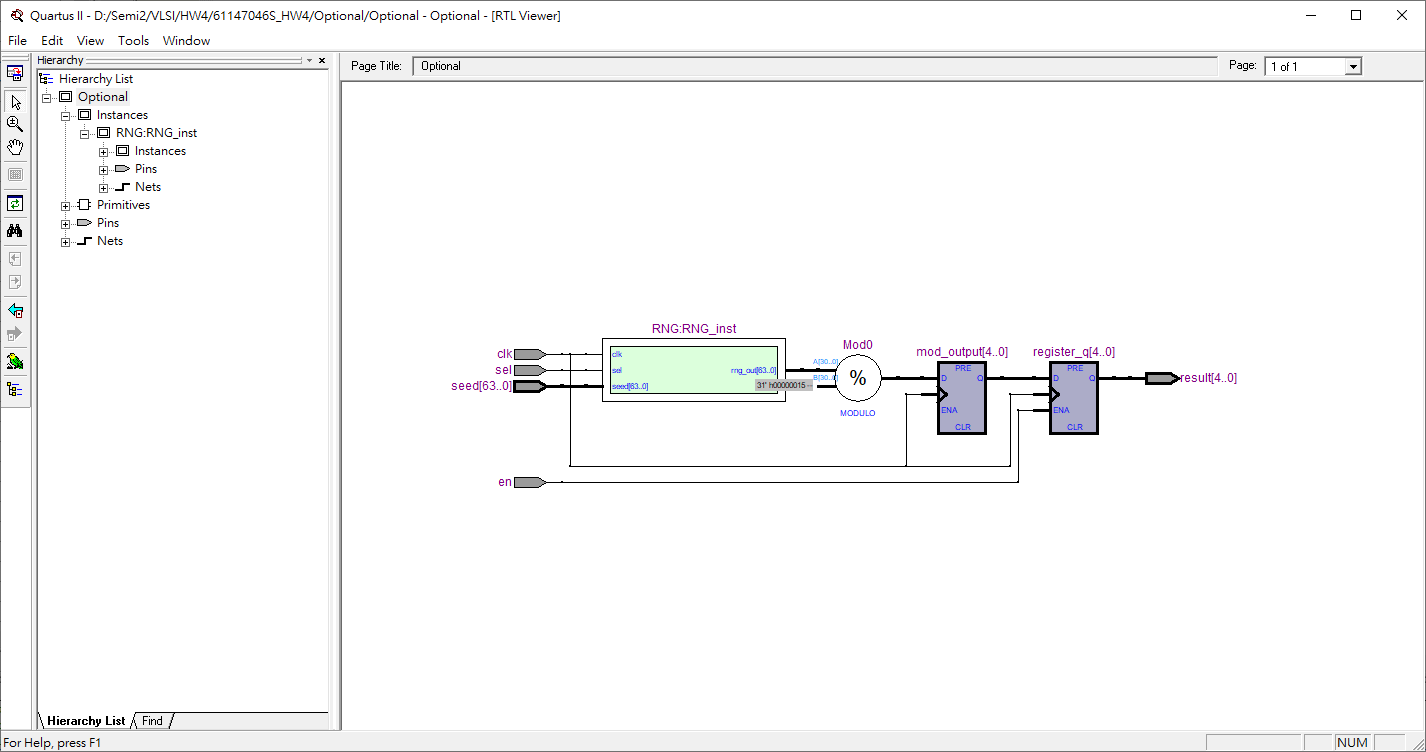 Quartus II - D:/Semi2/VLSI/HW4/61147046S_HW4/Optional/Optional - Optional - [RTL Viewer]
File Edit View Tools Window
Hierarchy
Hierarchy List
Optional
Instances
RNG:RNG_inst
Instances
Pins
Nets
Primitives
Pins
Nets
Hierarchy List Find
Page Title: Optional Page: 1 of 1
RNG:RNG_inst
clk
sel
seed[63..0]
en
clk
sel
seed[63..0]
rng_out[63..0]
31' h00000015 --
A[30..0]
B[30..0]
Mod0
%
MODULO
mod_output[4..0]
PRE
D Q
ENA
CLR
register_q[4..0]
PRE
D Q
ENA
CLR
result[4..0]
For Help, press F1
NUM